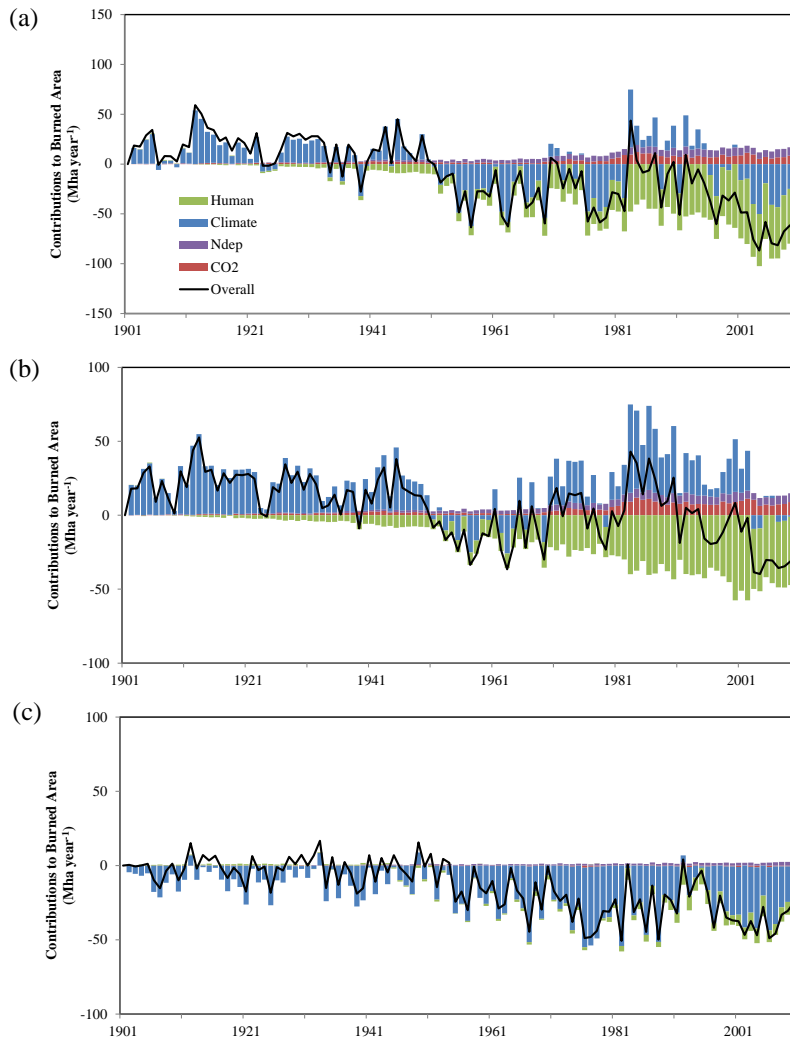 (a)
Contributions to Burned Area
(Mha year-1)
150
100
50
0
-50
-100
-150
Human
Climate
Ndep
CO2
Overall
1901
1921
1941
1961
1981
2001
(b)
Contributions to Burned Area
(Mha year-1)
100
50
0
-50
-100
1901
1921
1941
1961
1981
2001
(c)
Contributions to Burned Area
(Mha year-1)
100
50
0
-50
-100
1901
1921
1941
1961
1981
2001